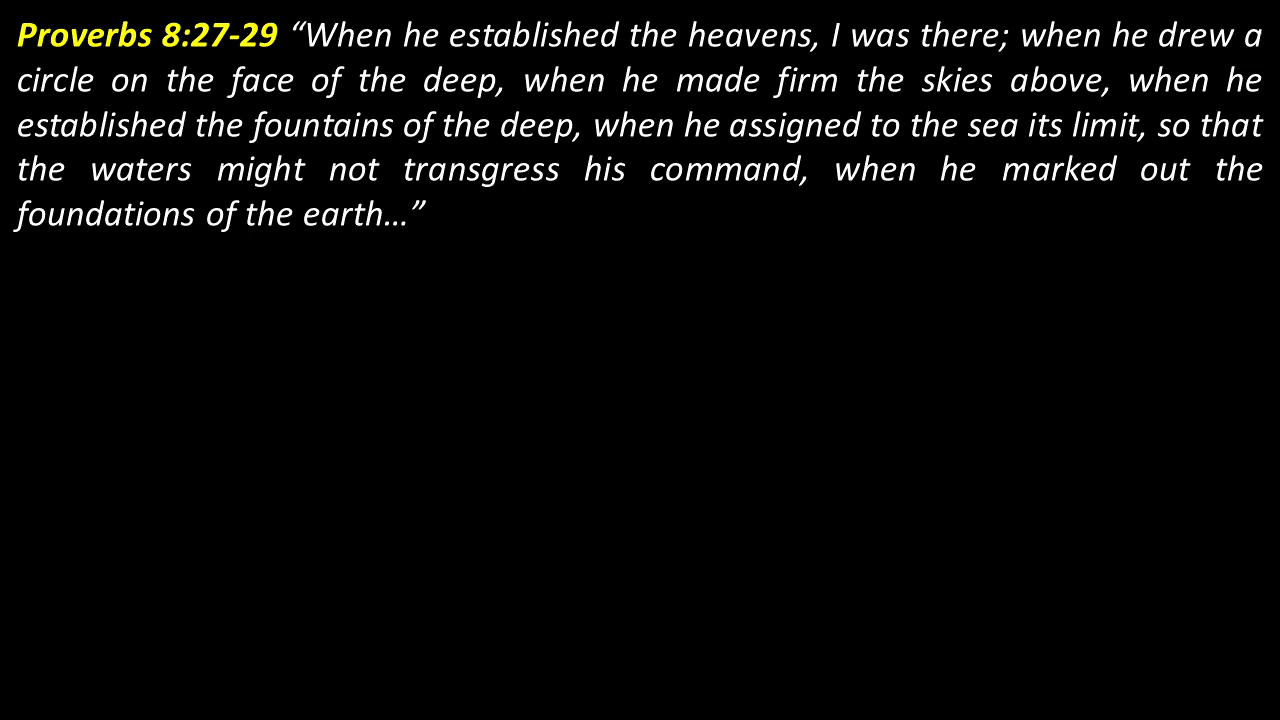 Proverbs 8:27-29 “When he established the heavens, I was there; when he drew a
circle on the face of the deep, when he made firm the skies above, when he
established the fountains of the deep, when he assigned to the sea its limit, so that
the waters might not transgress his command, when he marked out the
foundations of the earth…”